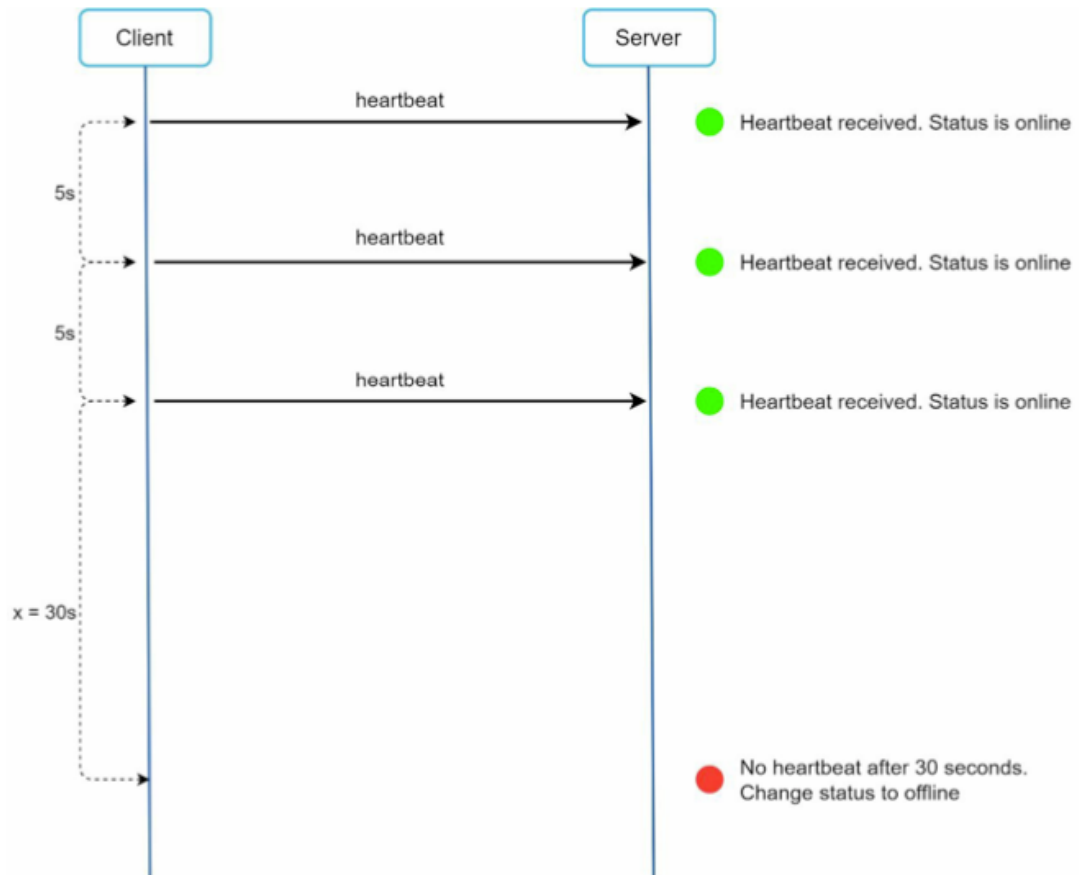 Client
Server
heartbeat
Heartbeat received. Status is online
5s
heartbeat
Heartbeat received. Status is online
5s
heartbeat
Heartbeat received. Status is online
x = 30s
No heartbeat after 30 seconds.
Change status to offline